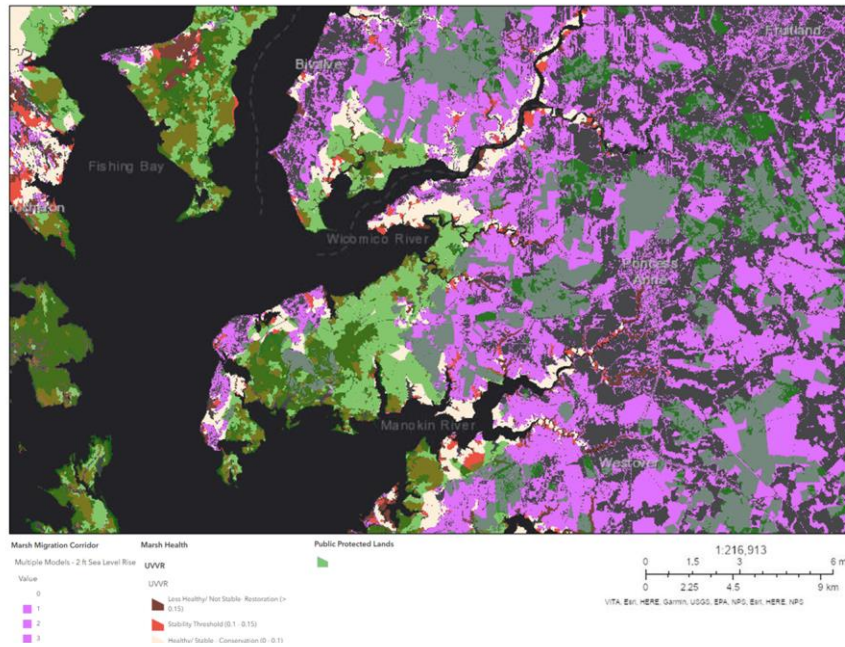 Fruitland
Bivalve
Fishing Bay
Wicomico River
Princess
Anne
Manokin River
Westover
Marsh Migration Corridor
Multiple Models - 2 ft Sea Level Rise
Value
0
1
2
3
Marsh Health
UVVR
UVVR
Less Healthy/ Not Stable- Restoration (>
0.15)
Stability Threshold (0.1 - 0.15)
Healthy/ Stable - Conservation (0 - 0.1)
Public Protected Lands
1:216,913
0 1.5 3 6 m
0 2.25 4.5 9 km
VITA, Esri, HERE, Garmin, USGS, EPA, NPS, Esri, HERE, NPS